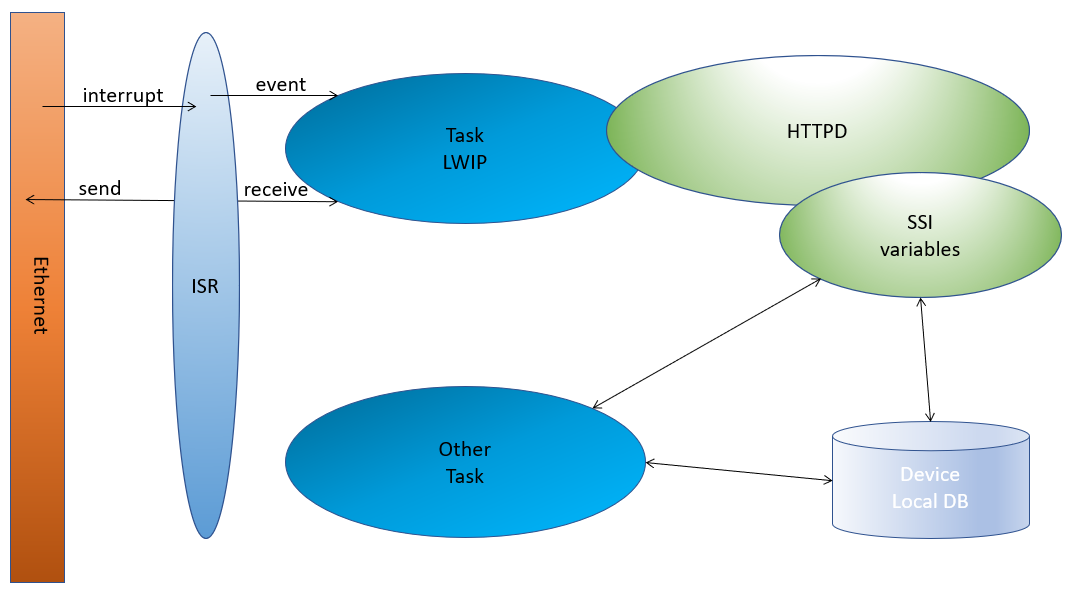 interrupt
event
send
receive
Ethernet
ISR
Task
LWIP
HTTPD
SSI
variables
Other
Task
Device
Local DB